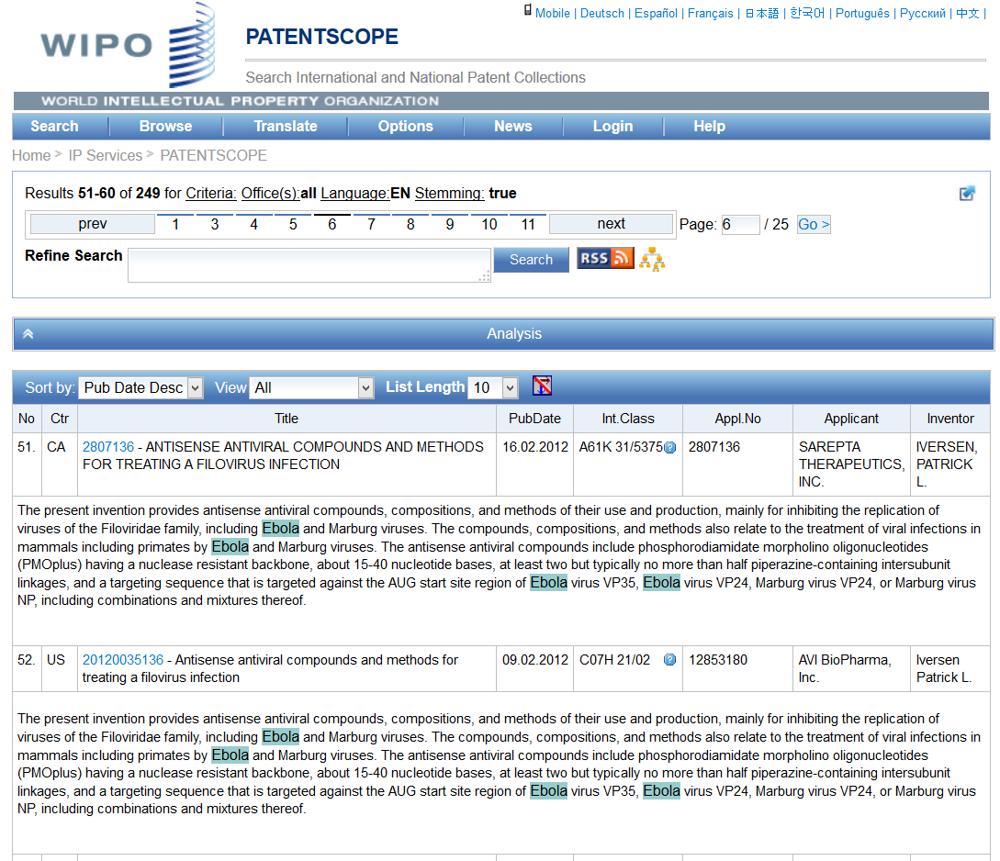 Mobile | Deutsch | Español | Français | 日本語 | 한국어 | Português | Русский | 中文 |
WIPO
PATENTSCOPE
Search International and National Patent Collections
WORLD INTELLECTUAL PROPERTY ORGANIZATION
Search Browse Translate Options News Login Help
Home > IP Services > PATENTSCOPE
Results 51-60 of 249 for Criteria: Office(s):all Language:EN Stemming: true
prev 1 3 4 5 6 7 8 9 10 11 next Page: 6 / 25 Go >
Refine Search Search RSS
Analysis
Sort by: Pub Date Desc View All List Length 10
No Ctr Title PubDate Int.Class Appl.No Applicant Inventor
51. CA 2807136 - ANTISENSE ANTIVIRAL COMPOUNDS AND METHODS 16.02.2012 A61K 31/5375 2807136 SAREPTA IVERSEN,
FOR TREATING A FILOVIRUS INFECTION THERAPEUTICS, PATRICK
INC. L.
The present invention provides antisense antiviral compounds, compositions, and methods of their use and production, mainly for inhibiting the replication of
viruses of the Filoviridae family, including Ebola and Marburg viruses. The compounds, compositions, and methods also relate to the treatment of viral infections in
mammals including primates by Ebola and Marburg viruses. The antisense antiviral compounds include phosphorodiamidate morpholino oligonucleotides
(PMOplus) having a nuclease resistant backbone, about 15-40 nucleotide bases, at least two but typically no more than half piperazine-containing intersubunit
linkages, and a targeting sequence that is targeted against the AUG start site region of Ebola virus VP35, Ebola virus VP24, Marburg virus VP24, or Marburg virus
NP, including combinations and mixtures thereof.
52. US 20120035136 - Antisense antiviral compounds and methods for 09.02.2012 C07H 21/02 12853180 AVI BioPharma, Iversen
treating a filovirus infection Inc. Patrick L.
The present invention provides antisense antiviral compounds, compositions, and methods of their use and production, mainly for inhibiting the replication of
viruses of the Filoviridae family, including Ebola and Marburg viruses. The compounds, compositions, and methods also relate to the treatment of viral infections in
mammals including primates by Ebola and Marburg viruses. The antisense antiviral compounds include phosphorodiamidate morpholino oligonucleotides
(PMOplus) having a nuclease resistant backbone, about 15-40 nucleotide bases, at least two but typically no more than half piperazine-containing intersubunit
linkages, and a targeting sequence that is targeted against the AUG start site region of Ebola virus VP35, Ebola virus VP24, Marburg virus VP24, or Marburg virus
NP, including combinations and mixtures thereof.